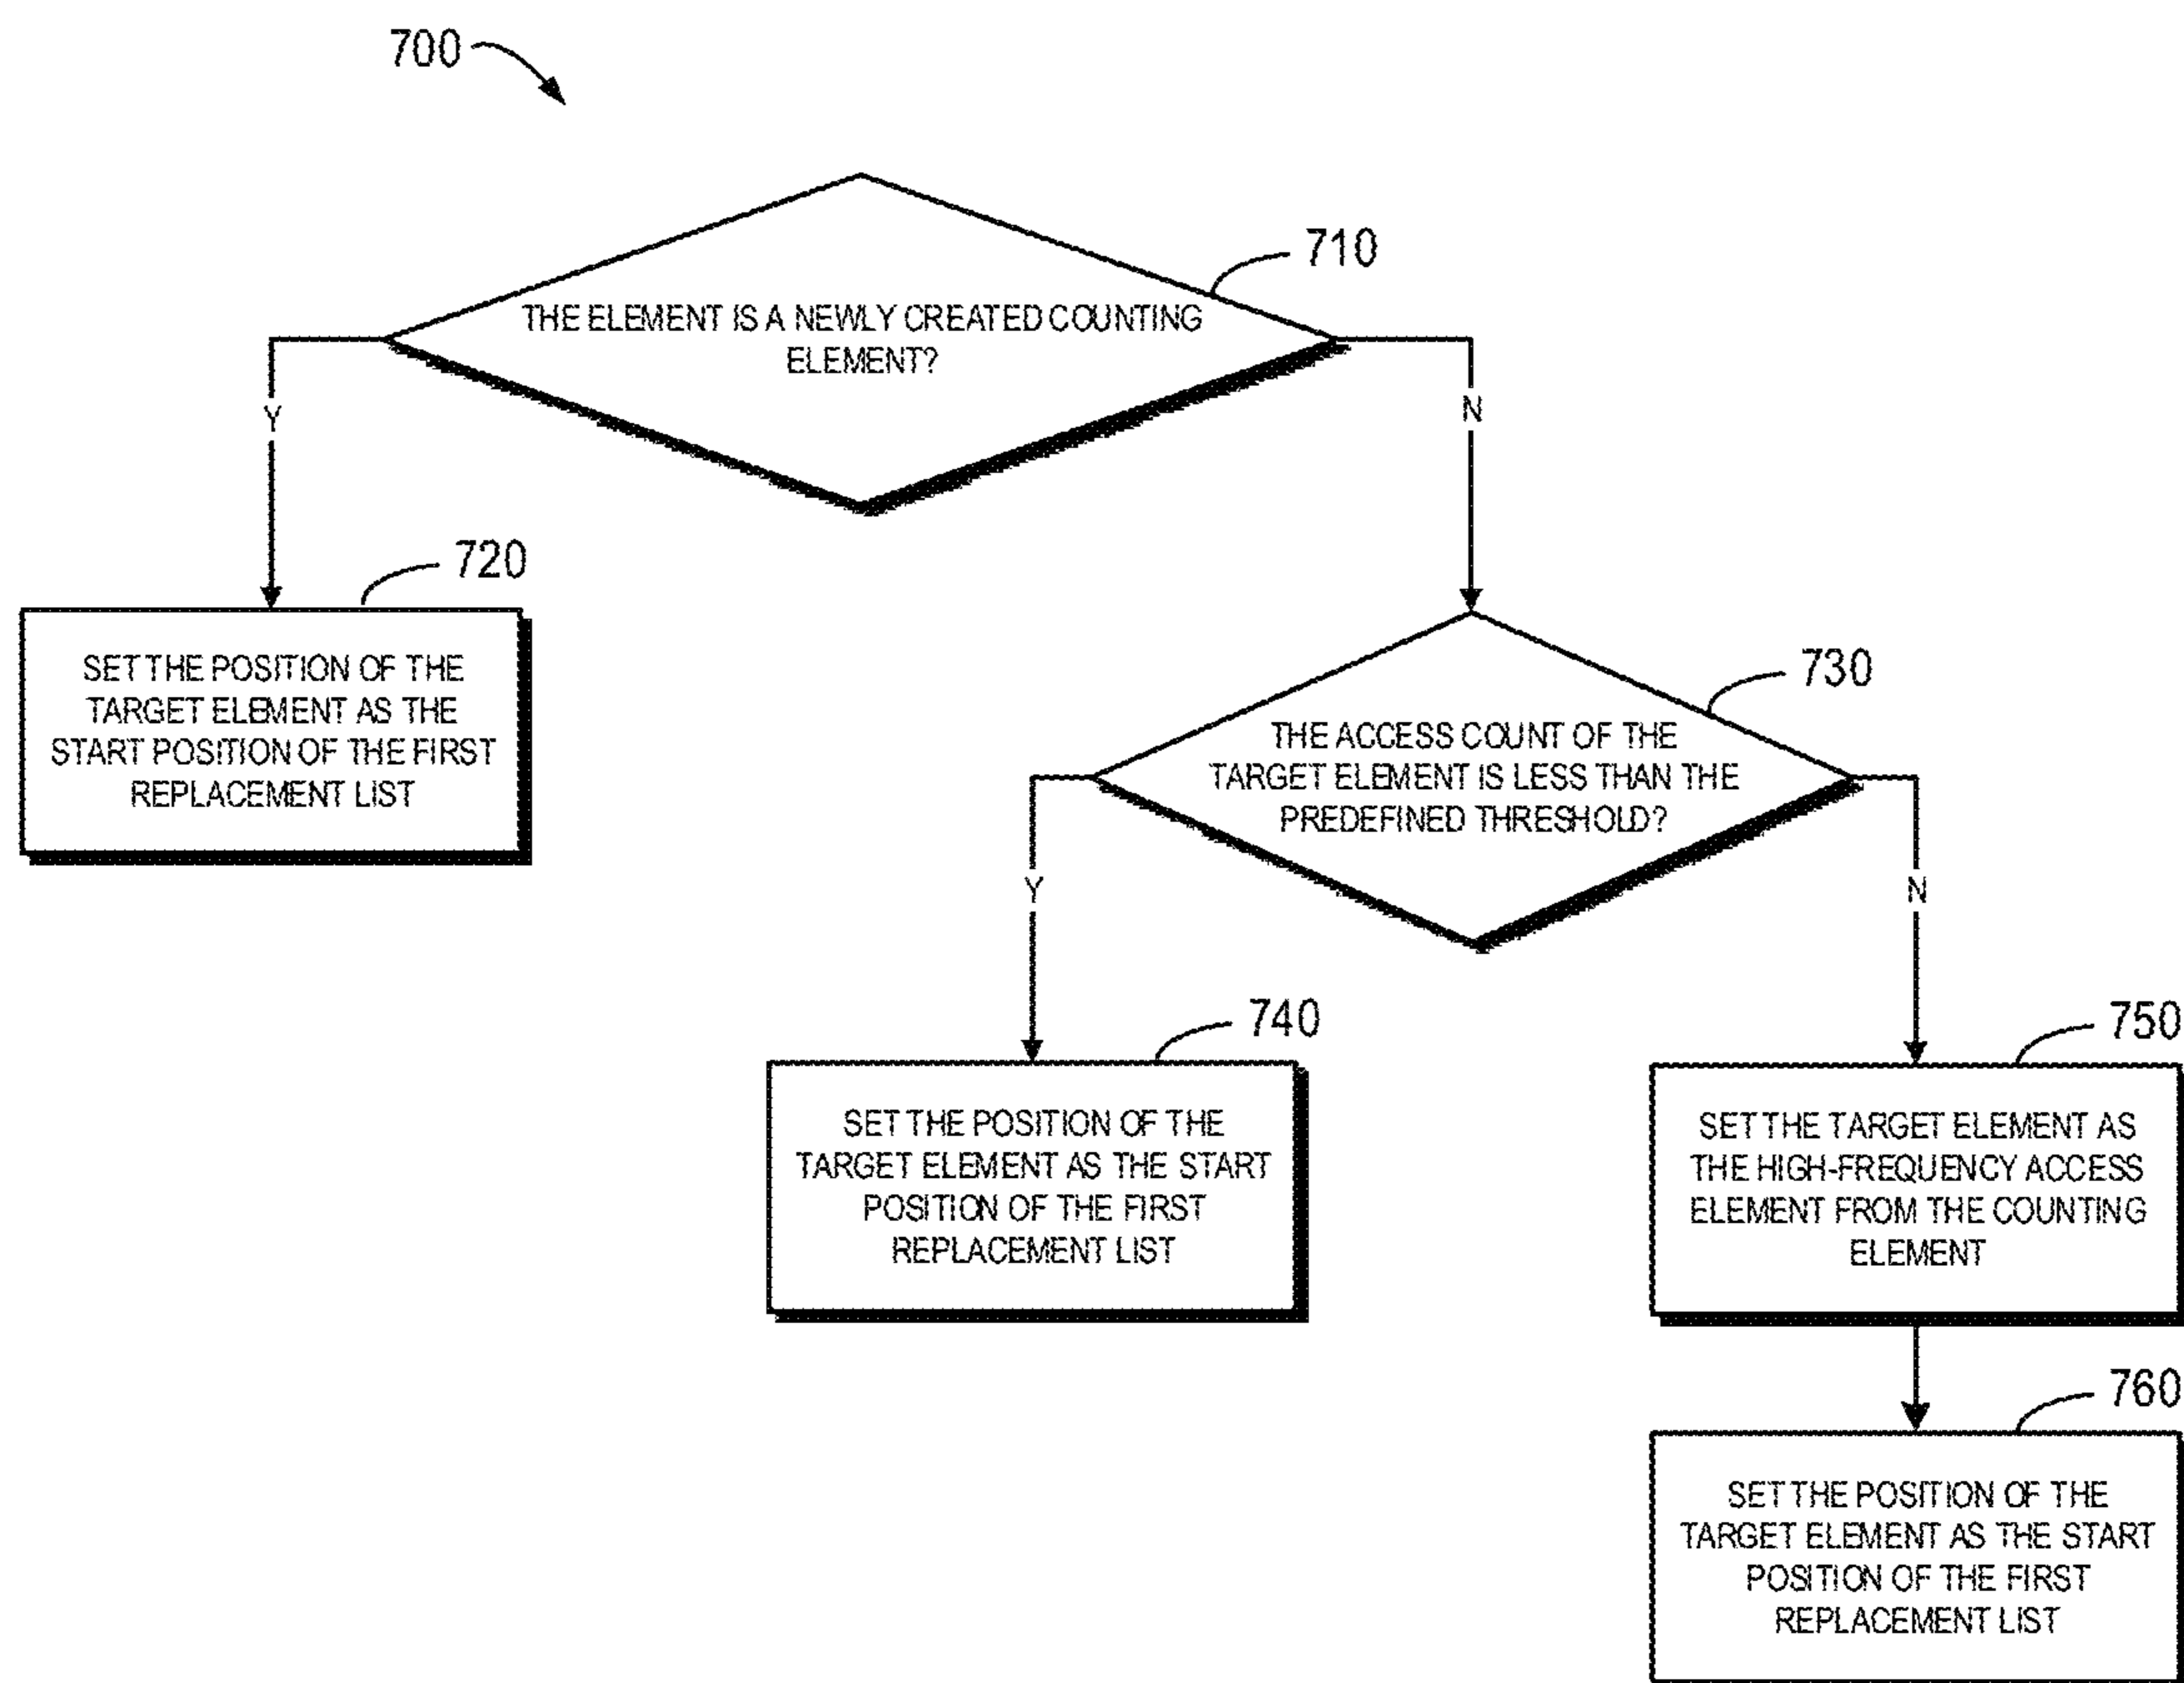 700
710
THE ELEMENT IS A NEWLY CREATED COUNTING
ELEMENT?
Y
N
720
SET THE POSITION OF THE
TARGET ELEMENT AS THE
START POSITION OF THE FIRST
REPLACEMENT LIST
730
THE ACCESS COUNT OF THE
TARGET ELEMENT IS LESS THAN THE
PREDEFINED THRESHOLD?
Y
N
740
SET THE POSITION OF THE
TARGET ELEMENT AS THE START
POSITION OF THE FIRST
REPLACEMENT LIST
750
SET THE TARGET ELEMENT AS
THE HIGH-FREQUENCY ACCESS
ELEMENT FROM THE COUNTING
ELEMENT
760
SET THE POSITION OF THE
TARGET ELEMENT AS THE START
POSITION OF THE FIRST
REPLACEMENT LIST